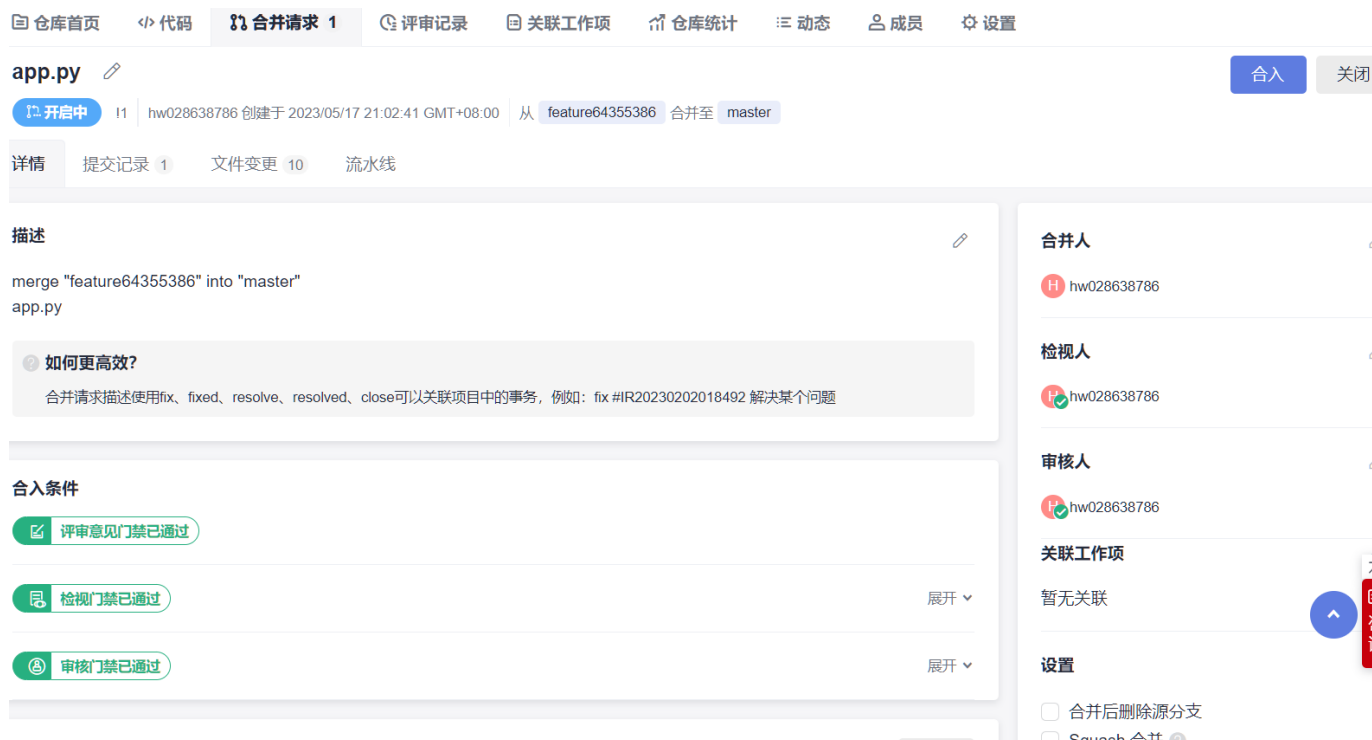 仓库首页 代码 合并请求 1 评审记录 关联工作项 仓库统计 动态 成员 设置
app.py
合入 关闭
开启中 !1 hw028638786 创建于 2023/05/17 21:02:41 GMT+08:00 从 feature64355386 合并至 master
详情 提交记录 1 文件变更 10 流水线
描述
merge "feature64355386" into "master"
app.py
如何更高效?
合并请求描述使用fix、fixed、resolve、resolved、close可以关联项目中的事务，例如：fix #IR20230202018492 解决某个问题
合入条件
评审意见门禁已通过
检视门禁已通过 展开
审核门禁已通过 展开
合并人
H hw028638786
检视人
H hw028638786
审核人
H hw028638786
关联工作项
暂无关联
设置
合并后删除源分支
Squash 合并